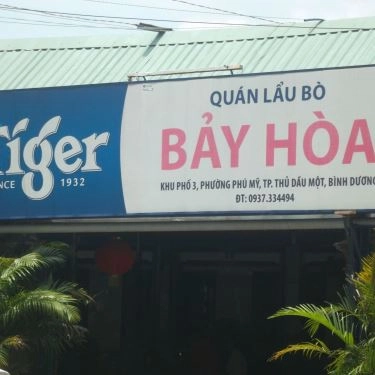 Tiger
NCE 1932
QUÁN LẨU BÒ
BẢY HÒA
KHU PHỐ 3, PHƯỜNG PHÚ MỸ, TP. THỦ DẦU MỘT, BÌNH DƯƠNG
ĐT: 0937.334494